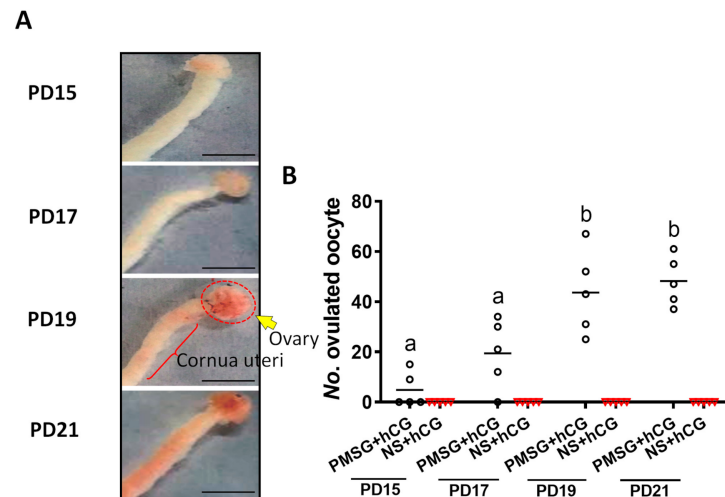 A
PD15
PD17
PD19
PD21
Ovary
Cornua uteri
B
No. ovulated oocyte
80
60
40
20
0
a
a
b
b
PMSG+hCG
NS+hCG
PMSG+hCG
NS+hCG
PMSG+hCG
NS+hCG
PMSG+hCG
NS+hCG
PD15
PD17
PD19
PD21